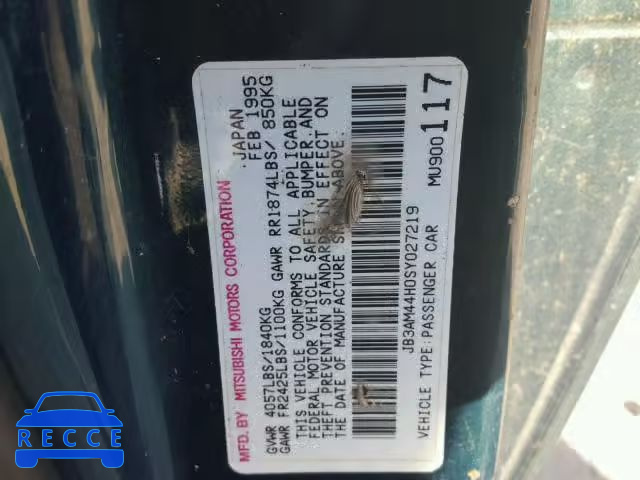 MFD. BY MITSUBISHI MOTORS CORPORATION JAPAN
FEB 1995
GVWR 4057LBS/1840KG
GAWR FR2425LBS/1100KG GAWR RR1874LBS/ 850KG
THIS VEHICLE CONFORMS TO ALL APPLICABLE
FEDERAL MOTOR VEHICLE SAFETY, BUMPER, AND
THEFT PREVENTION STANDARDS IN EFFECT ON
THE DATE OF MANUFACTURE ABOVE.
JB3AM44H0SY027219
VEHICLE TYPE:PASSENGER CAR
MU900117
RECCE